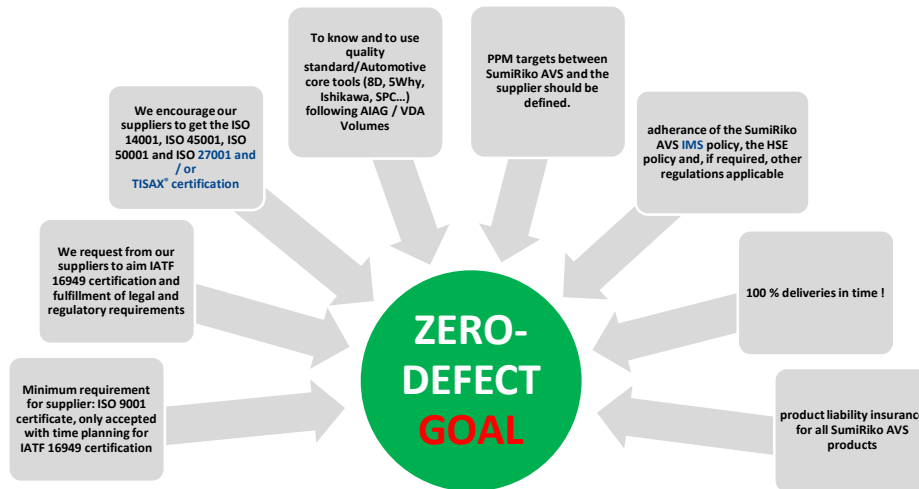 To know and to use
quality
standard/Automotive
core tools (8D, 5Why,
Ishikawa, SPC...)
following AIAG / VDA
Volumes
PPM targets between
SumiRiko AVS and the
supplier should be
defined.
We encourage our
suppliers to get the ISO
14001, ISO 45001, ISO
50001 and ISO 27001 and
/ or
TISAX® certification
adherance of the SumiRiko
AVS IMS policy, the HSE
policy and, if required, other
regulations applicable
We request from our
suppliers to aim IATF
16949 certification and
fulfillment of legal and
regulatory requirements
100 % deliveries in time !
Minimum requirement
for supplier: ISO 9001
certificate, only accepted
with time planning for
IATF 16949 certification
product liability insurance
for all SumiRiko AVS
products
ZERO-
DEFECT
GOAL